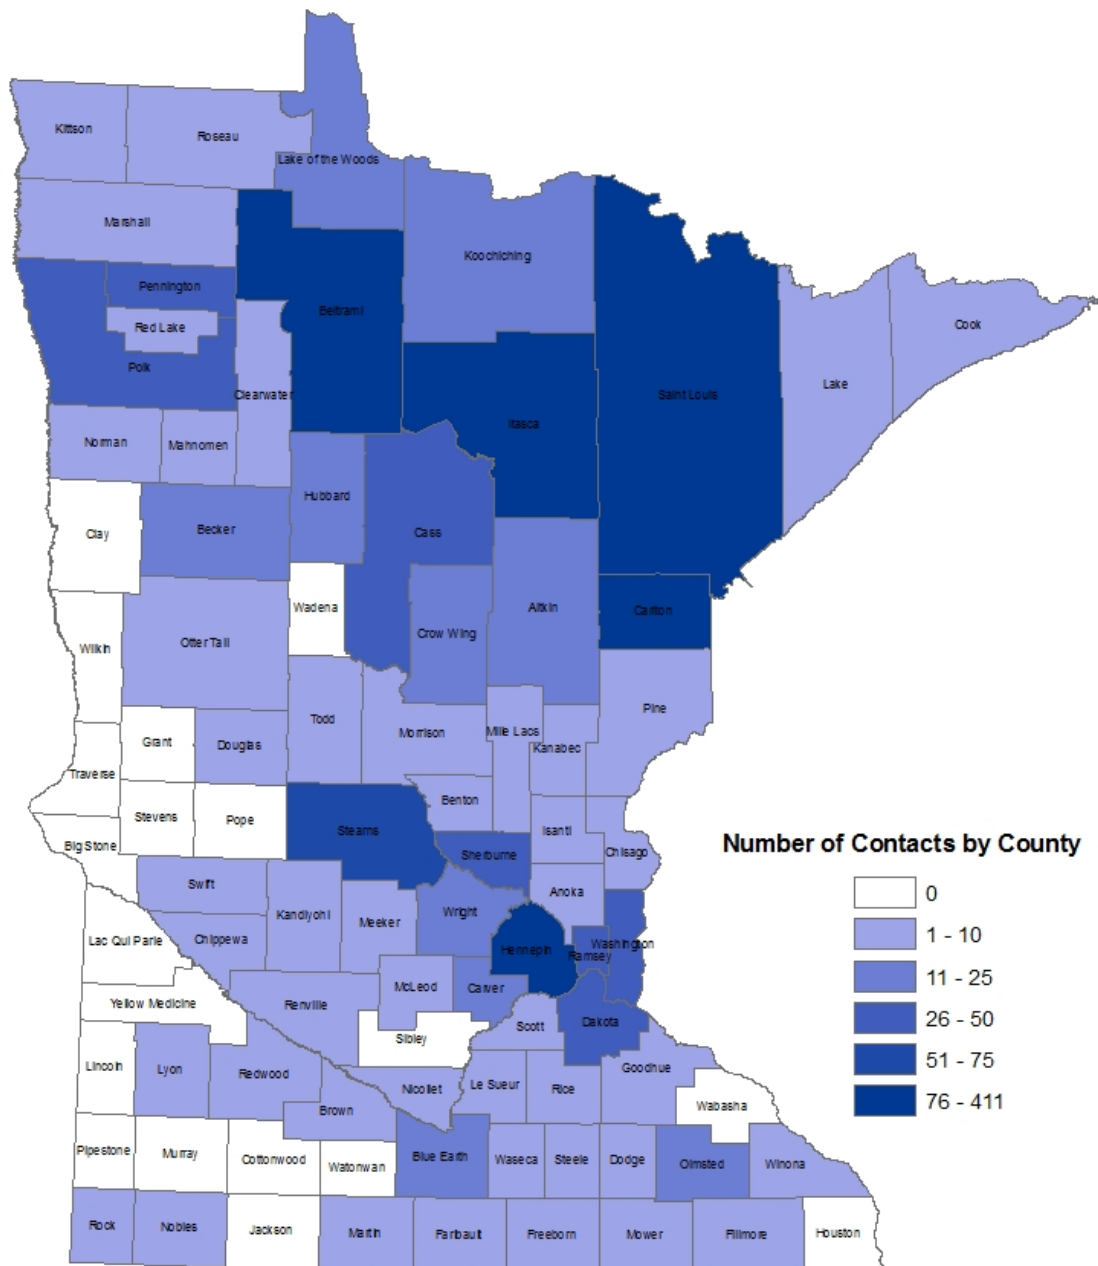 Kittson
Roseau
Lake of the Woods
Marshall
Koochiching
Pennington
Beltrami
Red Lake
Cook
Polk
Lake
Clearwater
Saint Louis
Itasca
Norman
Mahnomen
Hubbard
Becker
Cass
Clay
Wadena
Aitkin
Carlton
Crow Wing
Otter Tail
Wilkin
Pine
Todd
Morrison
Mille Lacs
Grant
Douglas
Kanabec
Traverse
Benton
Stevens
Pope
Stearns
Isanti
Number of Contacts by County
Big Stone
Sherburne
Chisago
Swift
Anoka
0
Kandiyohi
Meeker
Wright
1 - 10
Lac Qui Parle
Chippewa
Hennepin
Washington
Ramsey
11 - 25
McLeod
Carver
Yellow Medicine
Renville
26 - 50
Scott
Dakota
Sibley
51 - 75
Lincoln
Lyon
Redwood
Goodhue
Nicollet
Le Sueur
Rice
76 - 411
Brown
Wabasha
Pipestone
Murray
Cottonwood
Watonwan
Blue Earth
Waseca
Steele
Dodge
Olmsted
Winona
Rock
Nobles
Jackson
Martin
Faribault
Freeborn
Mower
Fillmore
Houston